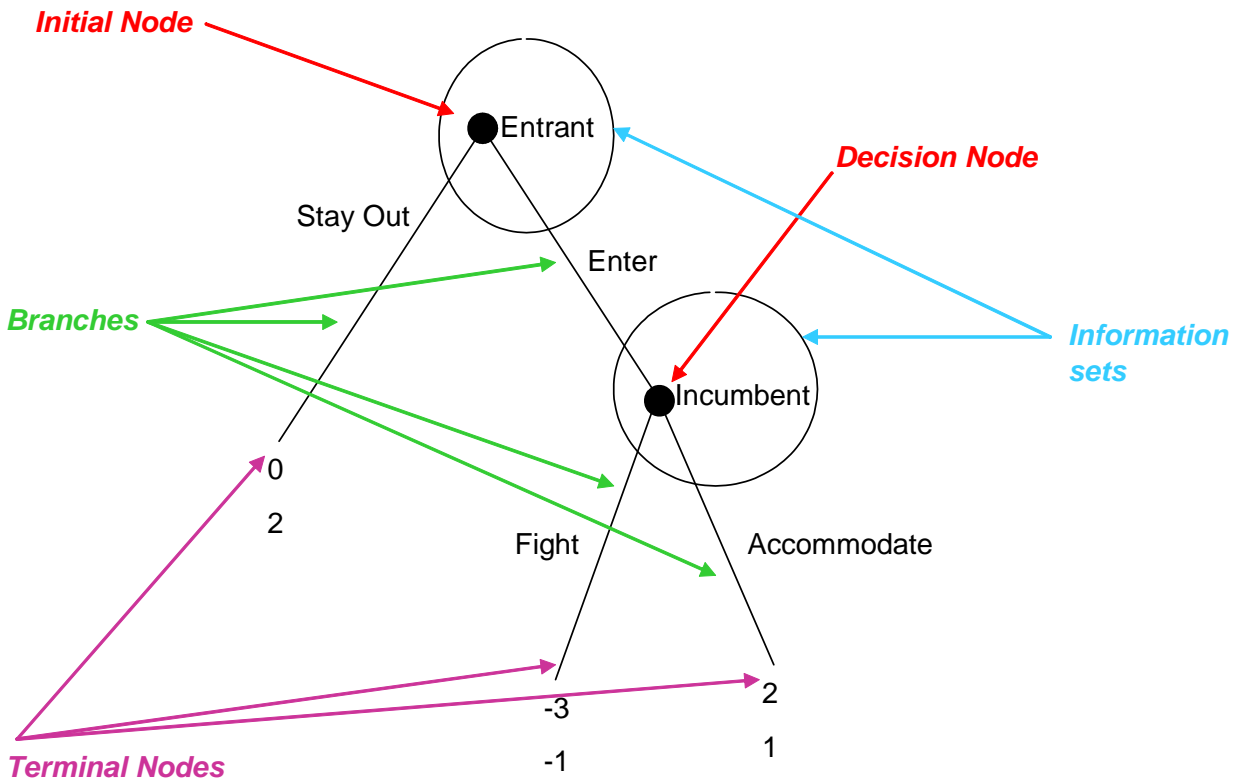 Initial Node
Entrant
Decision Node
Stay Out
Enter
Branches
Information
sets
Incumbent
0
2
Fight
Accommodate
-3
-1
2
1
Terminal Nodes